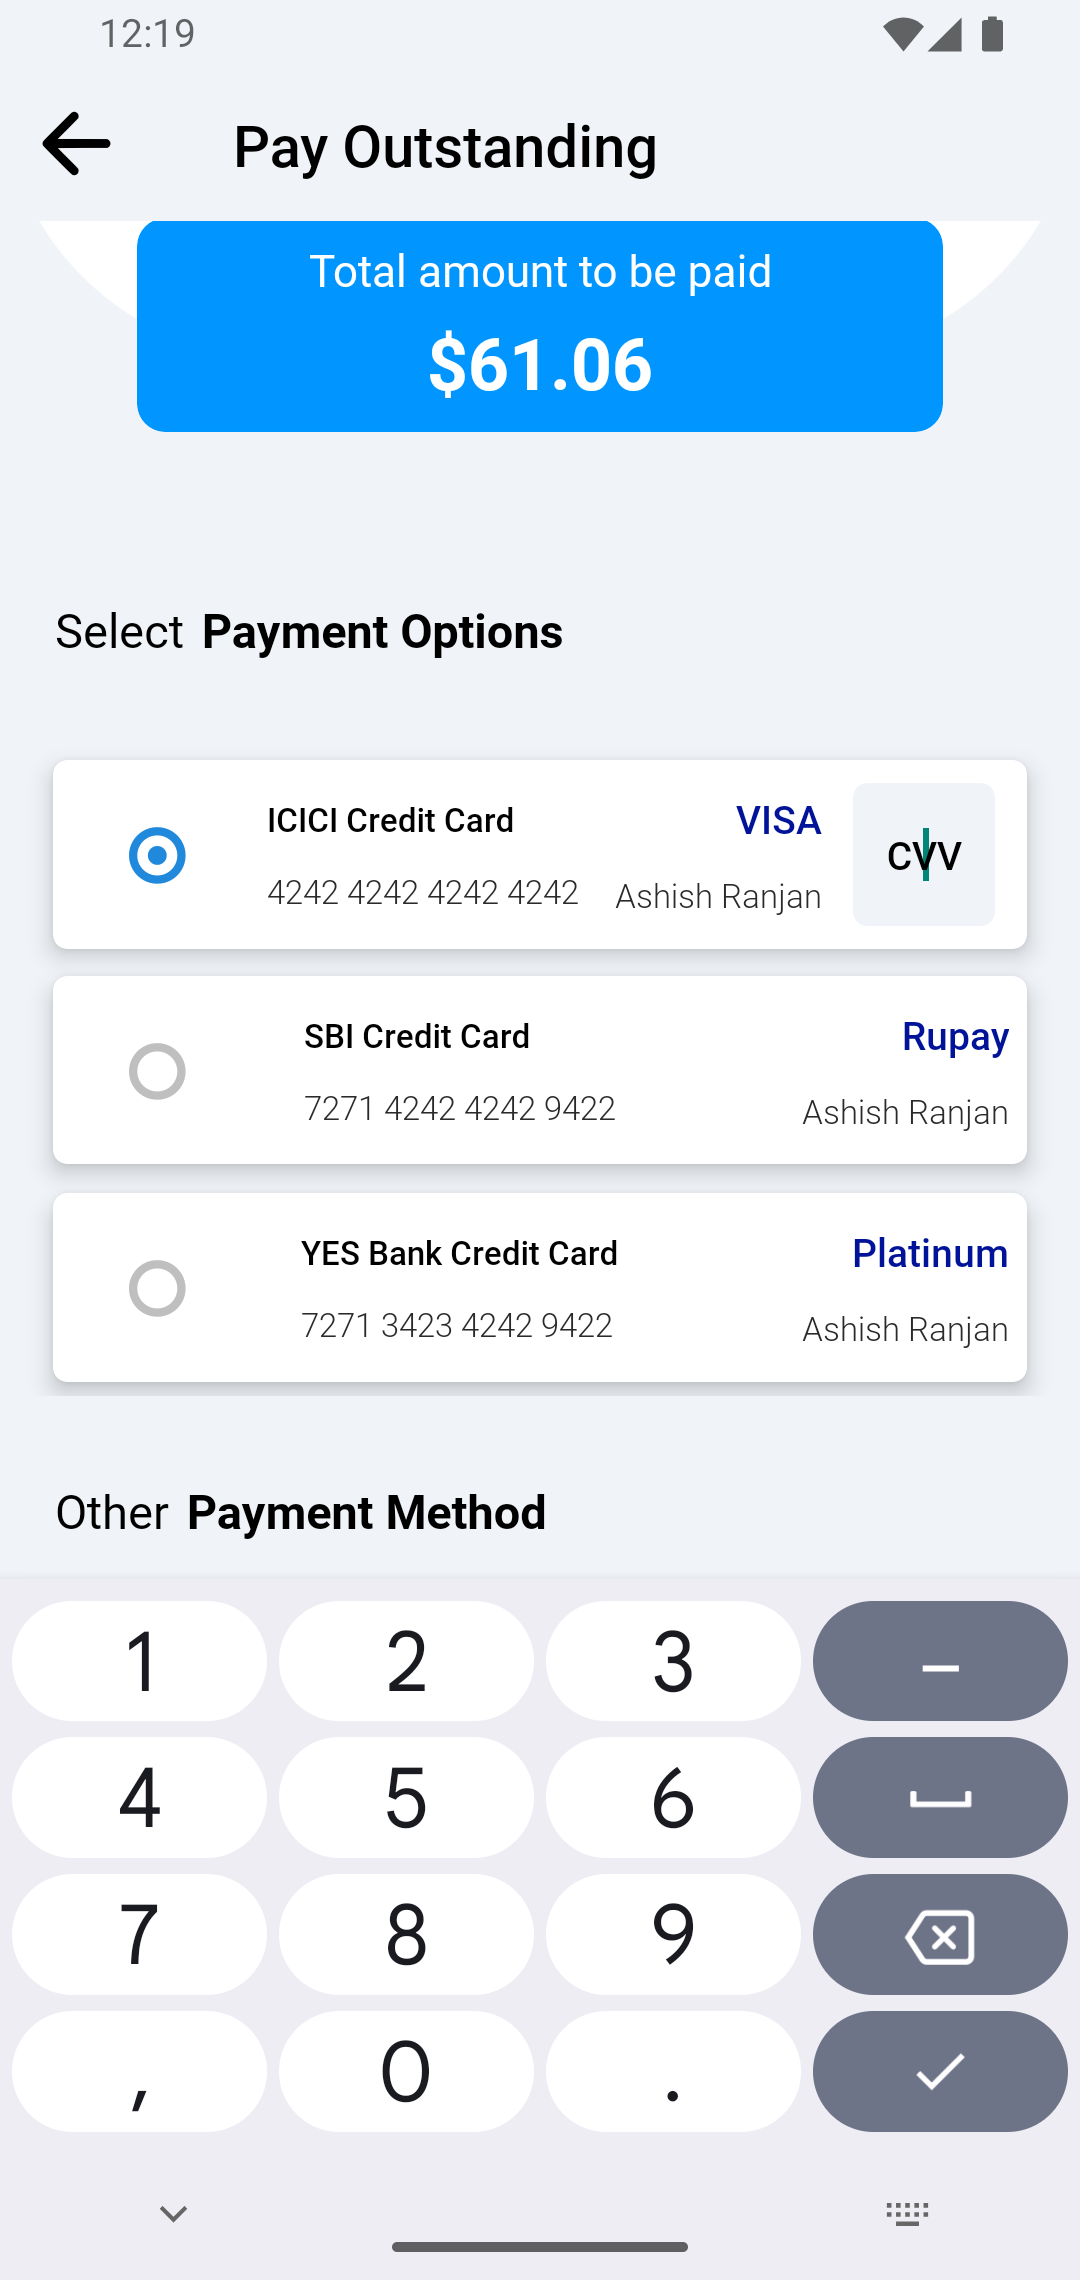 12:19
Pay Outstanding
Total amount to be paid
$61.06
Select Payment Options
ICICI Credit Card VISA
4242 4242 4242 4242 Ashish Ranjan
CVV
SBI Credit Card Rupay
7271 4242 4242 9422 Ashish Ranjan
YES Bank Credit Card Platinum
7271 3423 4242 9422 Ashish Ranjan
Other Payment Method
1 2 3 –
4 5 6
7 8 9
, 0 .